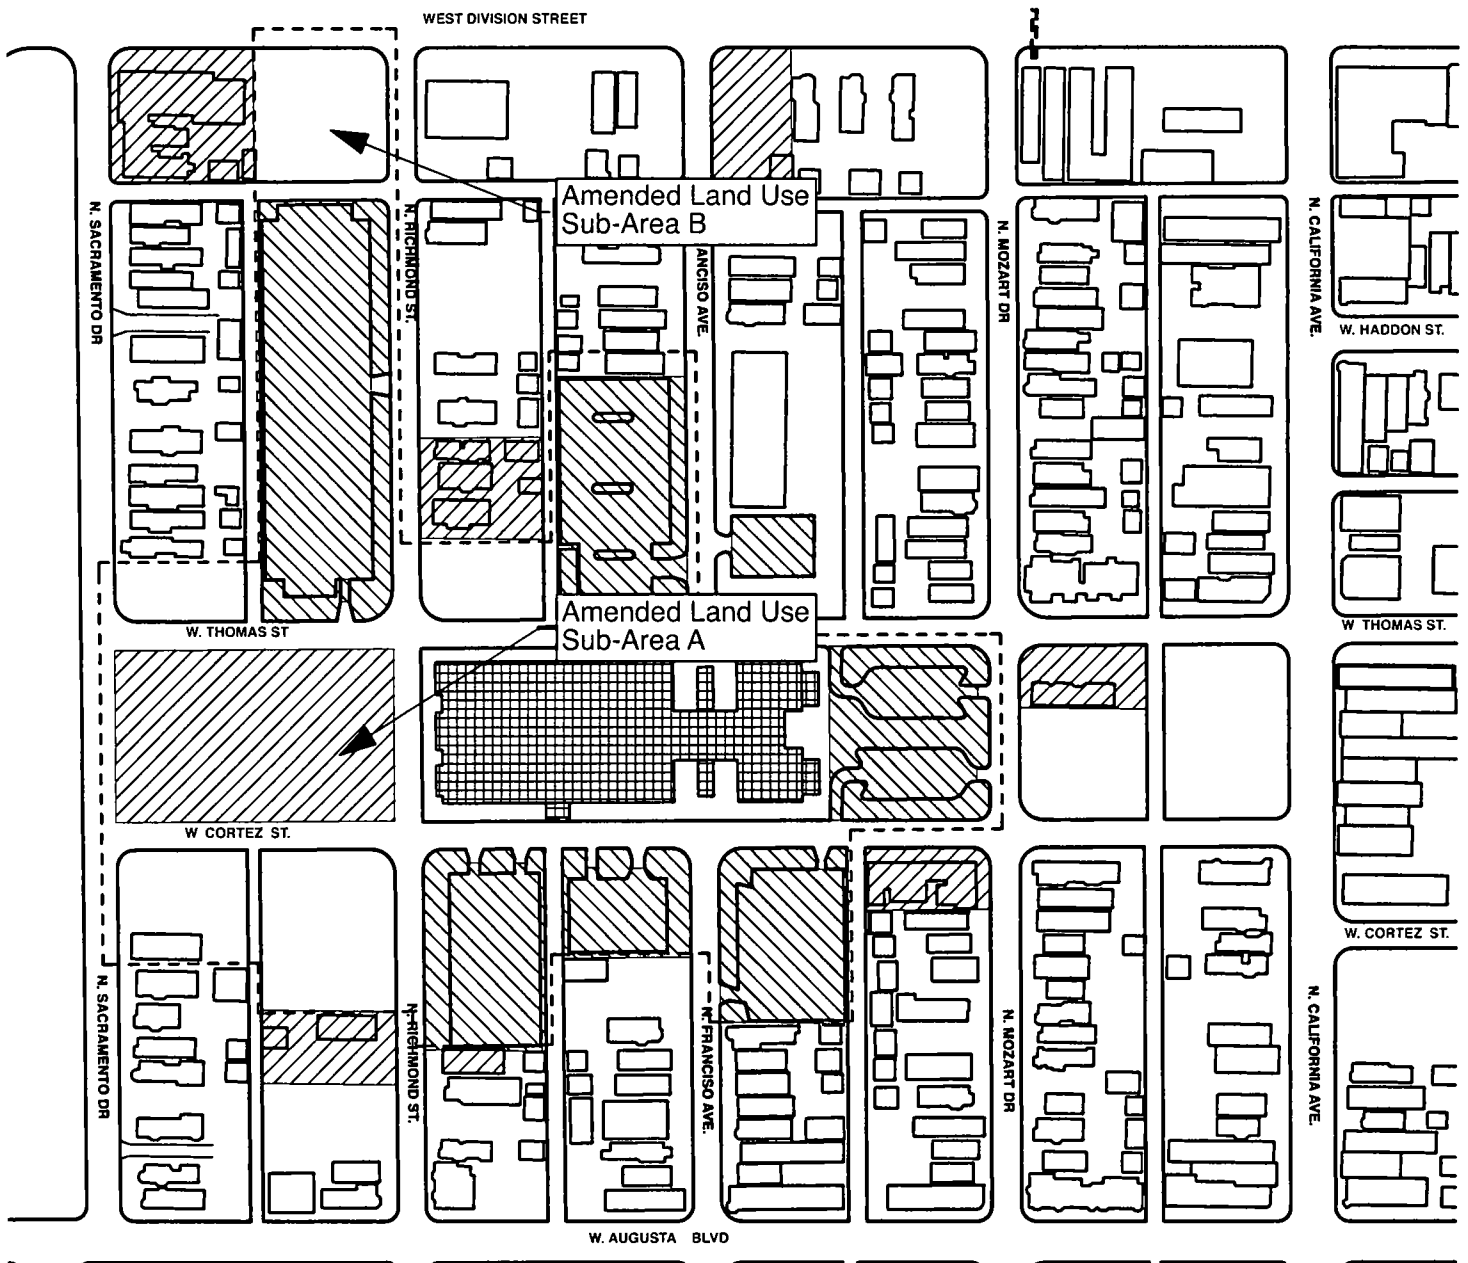 WEST DIVISION STREET
Amended Land Use
Sub-Area B
N. SACRAMENTO DR
N. RICHMOND ST.
ANCISO AVE.
N. MOZART DR
N. CALIFORNIA AVE.
W. HADDON ST.
W. THOMAS ST
Amended Land Use
Sub-Area A
W THOMAS ST.
W CORTEZ ST.
W. CORTEZ ST.
N. SACRAMENTO DR
N. RICHMOND ST.
N. FRANCISO AVE.
N. MOZART DR
N. CALIFORNIA AVE.
W. AUGUSTA BLVD